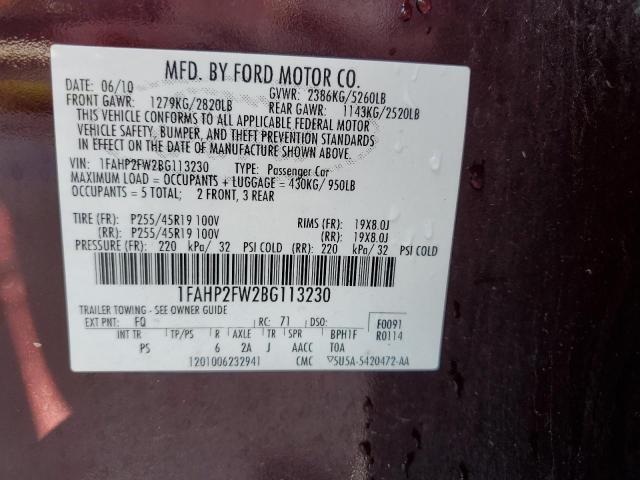 MFD. BY FORD MOTOR CO.
DATE: 06/10 GVWR: 2386KG/5260LB
FRONT GAWR: 1279KG/2820LB REAR GAWR: 1143KG/2520LB
THIS VEHICLE CONFORMS TO ALL APPLICABLE FEDERAL MOTOR
VEHICLE SAFETY, BUMPER, AND THEFT PREVENTION STANDARDS
IN EFFECT ON THE DATE OF MANUFACTURE SHOWN ABOVE.
VIN: 1FAHP2FW2BG113230 TYPE: Passenger Car
MAXIMUM LOAD = OCCUPANTS + LUGGAGE = 430KG/ 950LB
OCCUPANTS = 5 TOTAL: 2 FRONT, 3 REAR
TIRE (FR): P255/45R19 100V RIMS (FR): 19X8.0J
(RR): P255/45R19 100V (RR): 19X8.0J
PRESSURE (FR): 220 kPa/ 32 PSI COLD (RR): 220 kPa/ 32 PSI COLD
1FAHP2FW2BG113230
TRAILER TOWING - SEE OWNER GUIDE
EXT PNT: FQ RC: 71 DSO: F0091
INT TR TP/PS R AXLE TR SPR BPH1F R0114
PS 6 2A J AACC TOA
1201006232941 CMC ▽5U5A-5420472-AA